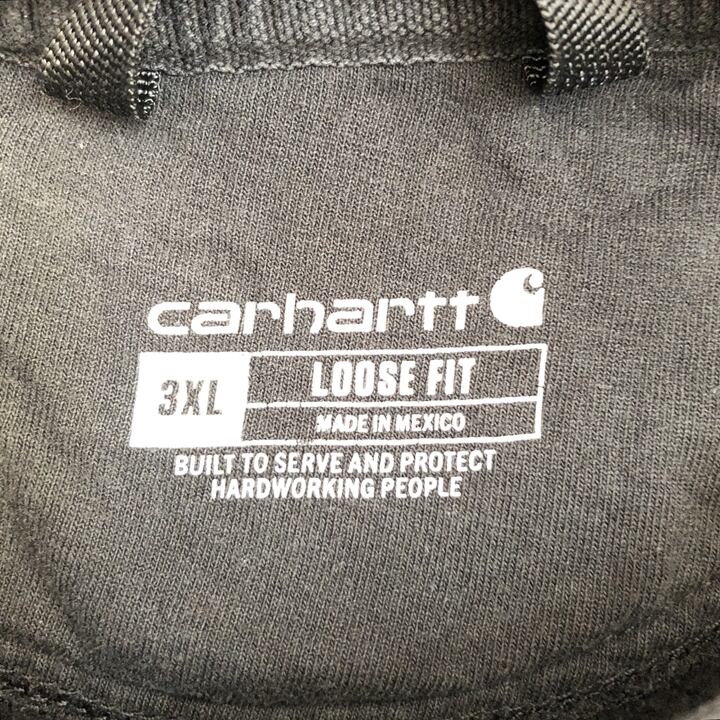 carhartt
3XL
LOOSE FIT
MADE IN MEXICO
BUILT TO SERVE AND PROTECT
HARDWORKING PEOPLE